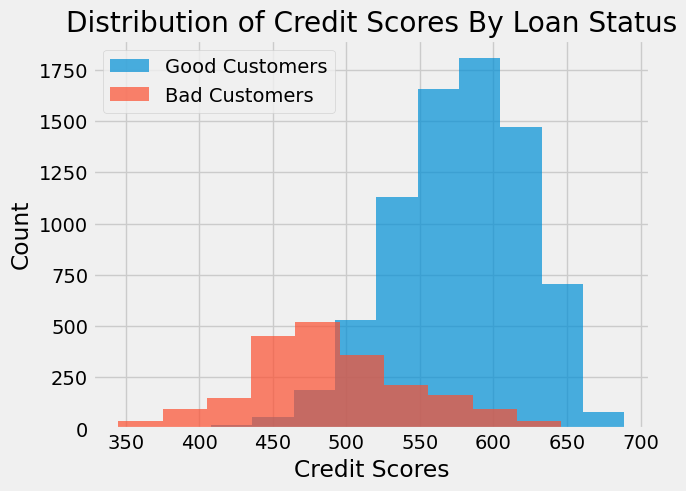 Distribution of Credit Scores By Loan Status
Good Customers
Bad Customers
1750
1500
1250
1000
750
500
250
0
Count
350 400 450 500 550 600 650 700
Credit Scores